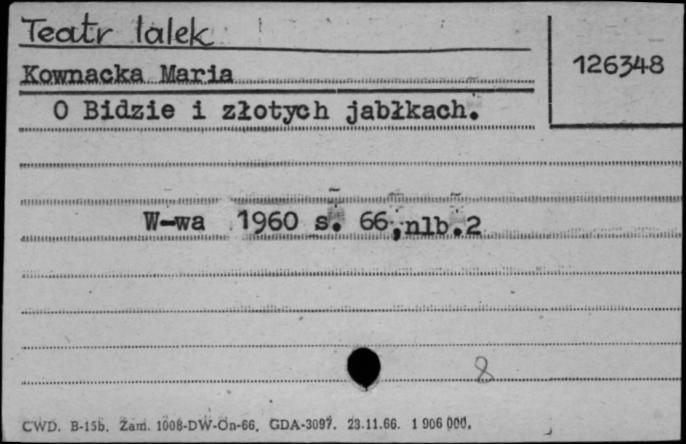 Teatr lalek
126348
Kownacka Maria
O Bidzie i złotych jabłkach.
W-wa 1960 s. 66,nlb.2
8
CWD. B-15b. Zam. 1008-DW-On-66. GDA-3097. 23.11.66. 1 906 000.